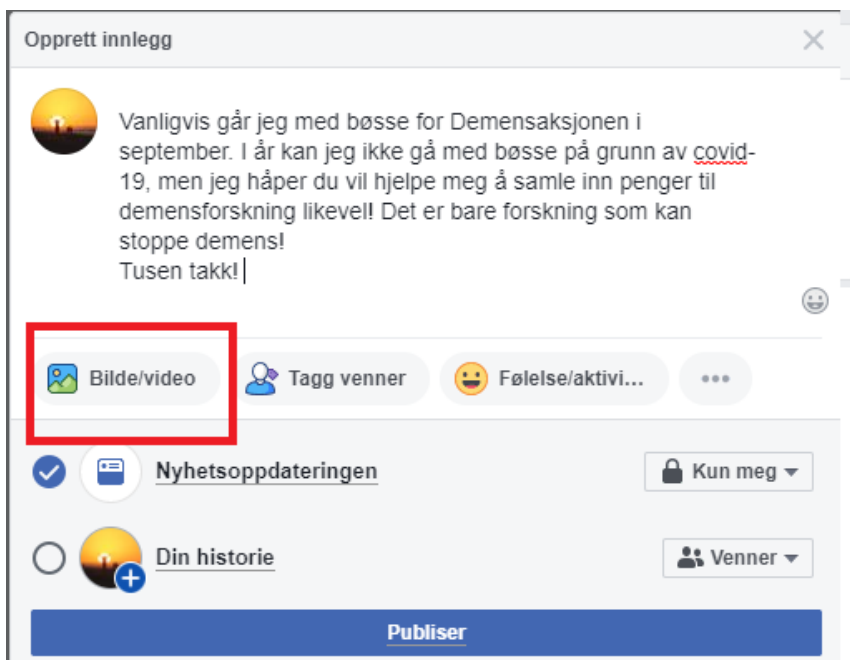 Opprett innlegg
Vanligvis går jeg med bøsse for Demensaksjonen i
september. I år kan jeg ikke gå med bøsse på grunn av covid-
19, men jeg håper du vil hjelpe meg å samle inn penger til
demensforskning likevel! Det er bare forskning som kan
stoppe demens!
Tusen takk!
Bilde/video Tagg venner Følelse/aktivi...
Nyhetsoppdateringen Kun meg
Din historie Venner
Publiser